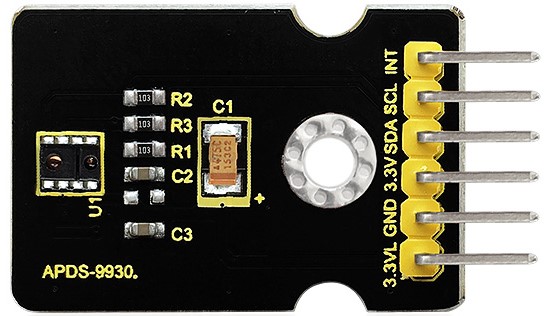 R2
R3
R1
C2
C3
C1
+
103
103
103
U1
APDS-9930.
INT
SCL
SDA
3.3V
GND
3.3VL